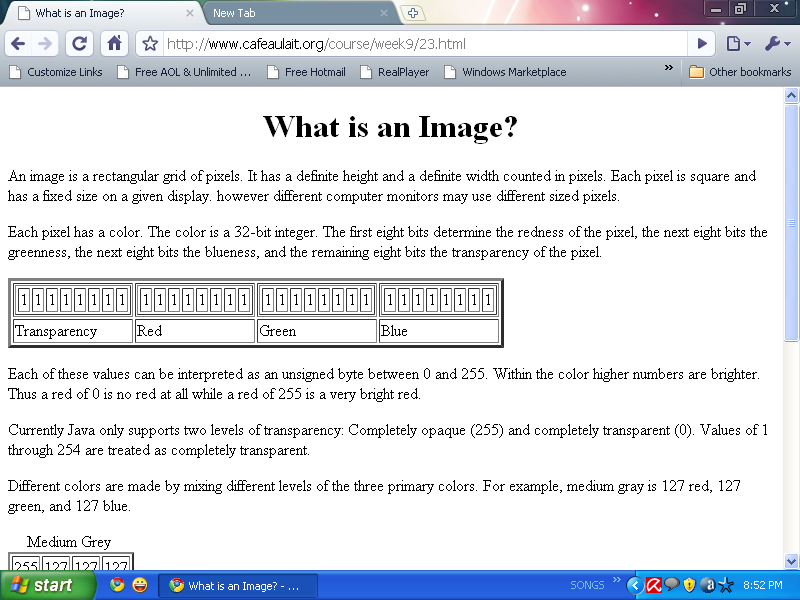 What is an Image?
New Tab
http://www.cafeaulait.org/course/week9/23.html
Customize Links
Free AOL & Unlimited ...
Free Hotmail
RealPlayer
Windows Marketplace
»
Other bookmarks
What is an Image?
An image is a rectangular grid of pixels. It has a definite height and a definite width counted in pixels. Each pixel is square and
has a fixed size on a given display. however different computer monitors may use different sized pixels.
Each pixel has a color. The color is a 32-bit integer. The first eight bits determine the redness of the pixel, the next eight bits the
greenness, the next eight bits the blueness, and the remaining eight bits the transparency of the pixel.
1 1 1 1 1 1 1 1 1 1 1 1 1 1 1 1 1 1 1 1 1 1 1 1 1 1 1 1 1 1 1 1
Transparency Red Green Blue
Each of these values can be interpreted as an unsigned byte between 0 and 255. Within the color higher numbers are brighter.
Thus a red of 0 is no red at all while a red of 255 is a very bright red.
Currently Java only supports two levels of transparency: Completely opaque (255) and completely transparent (0). Values of 1
through 254 are treated as completely transparent.
Different colors are made by mixing different levels of the three primary colors. For example, medium gray is 127 red, 127
green, and 127 blue.
Medium Grey
255 127 127 127
start
What is an Image? - ...
SONGS
»
8:52 PM